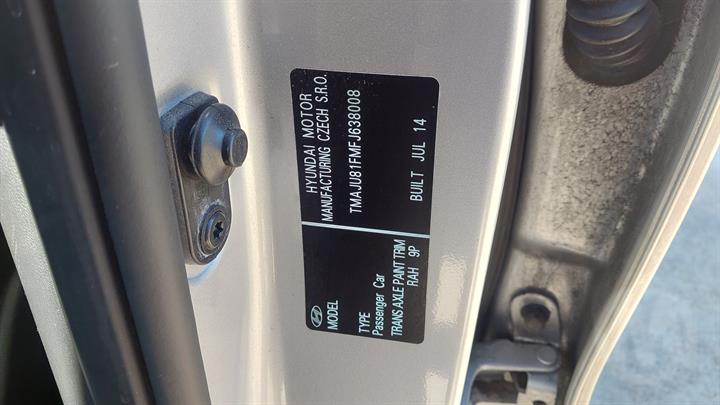 HYUNDAI MOTOR
MANUFACTURING CZECH S.R.O.
TMAJU81FMFJ638008
BUILT JUL 14
MODEL
TYPE
Passenger Car
TRANS AXLE PAINT TRIM
RAH 9P